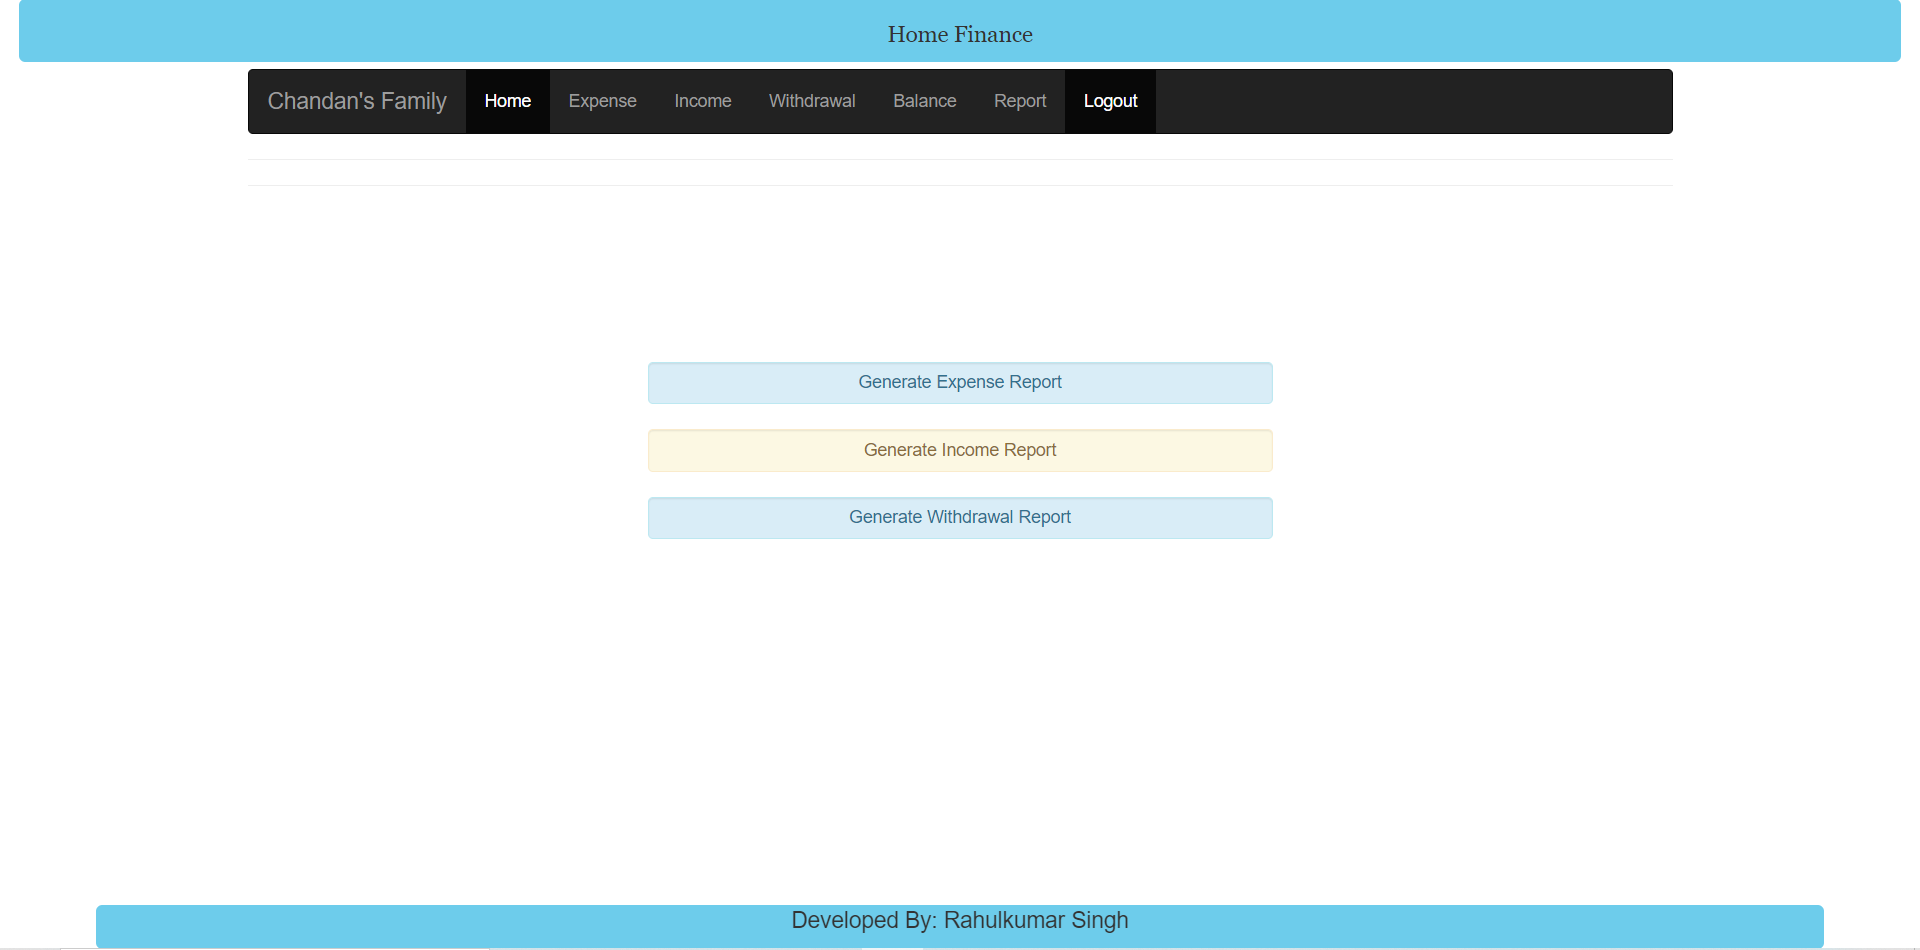 Home Finance
Chandan's Family Home Expense Income Withdrawal Balance Report Logout
Generate Expense Report
Generate Income Report
Generate Withdrawal Report
Developed By: Rahulkumar Singh